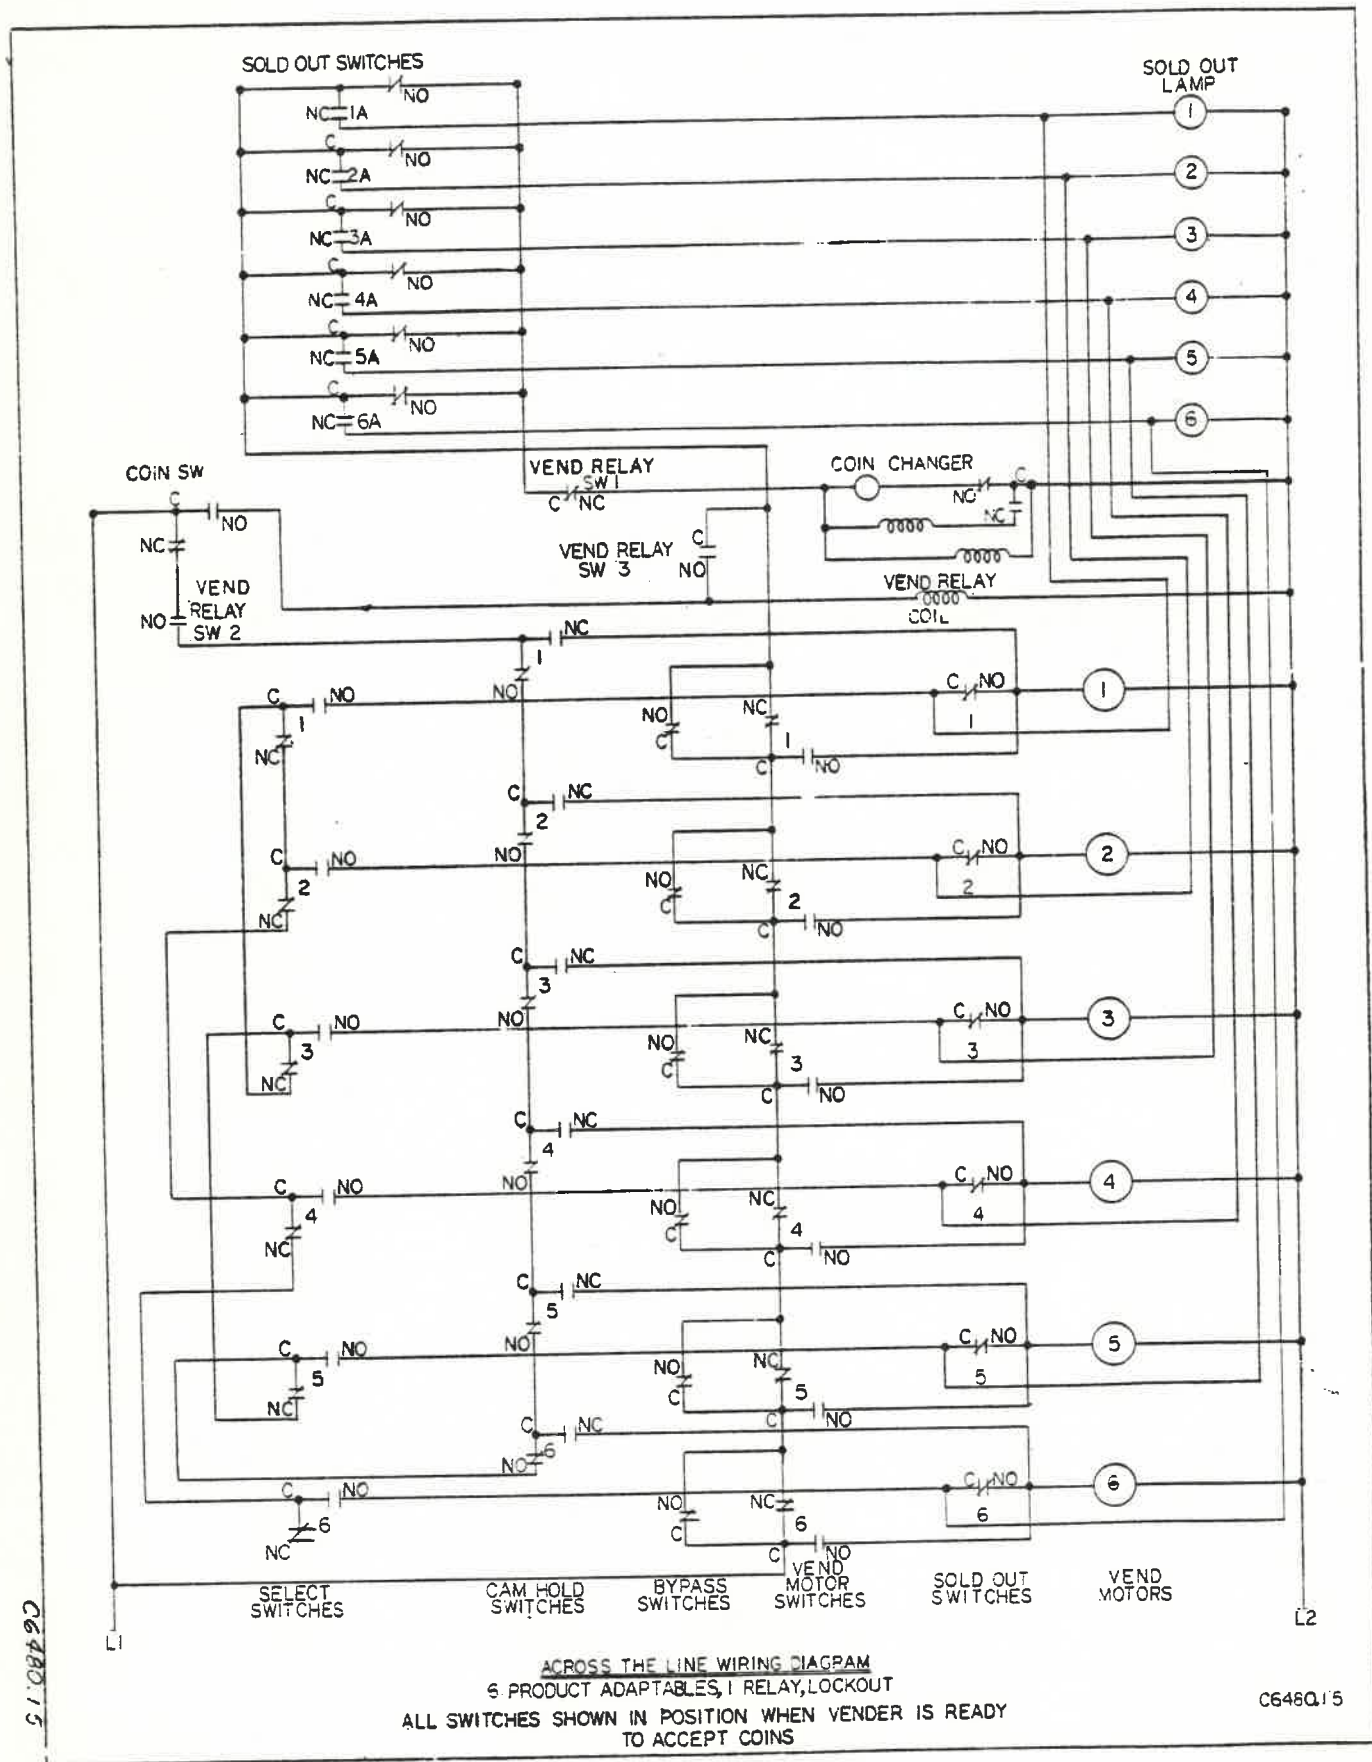 SOLD OUT SWITCHES
SOLD OUT
LAMP
NO
NC 1A
1
C
NO
NC 2A
2
C
NO
NC 3A
3
C
NO
NC 4A
4
C
NO
NC 5A
5
C
NO
NC 6A
6
COIN SW
C
NO
NC
VEND RELAY
SW 1
C NC
COIN CHANGER
C
NO
NC
VEND RELAY
SW 3
C
NO
VEND
RELAY
SW 2
NO
VEND RELAY
COIL
NC
1
NO
C NO
1
NC
NO
C
NC
1
C NO
C NO
1
1
C NC
2
NO
C NO
2
NC
NO
C
NC
2
C NO
C NO
2
2
C NC
3
NO
C NO
3
NC
NO
C
NC
3
C NO
C NO
3
3
C NC
4
NO
C NO
4
NC
NO
C
NC
4
C NO
C NO
4
4
C NC
5
NO
C NO
5
NC
NO
C
NC
5
C NO
C NO
5
5
C NC
6
NO
C NO
6
NC
NO
C
NC
6
C NO
C NO
6
6
SELECT
SWITCHES
CAM HOLD
SWITCHES
BYPASS
SWITCHES
VEND
MOTOR
SWITCHES
SOLD OUT
SWITCHES
VEND
MOTORS
L1
L2
ACROSS THE LINE WIRING DIAGRAM
6 PRODUCT ADAPTABLES, 1 RELAY, LOCKOUT
ALL SWITCHES SHOWN IN POSITION WHEN VENDER IS READY
TO ACCEPT COINS
C6480.15
C6480.15